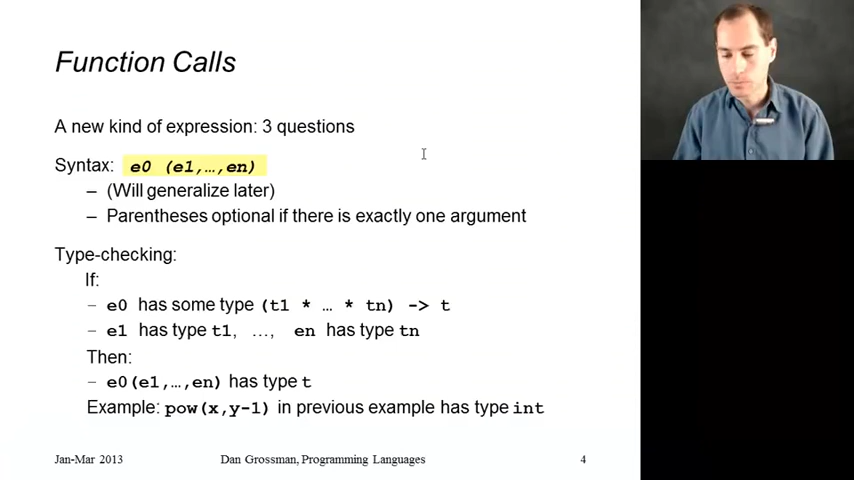 Function Calls
A new kind of expression: 3 questions
Syntax: e0 (e1,…,en)
– (Will generalize later)
– Parentheses optional if there is exactly one argument
Type-checking:
If:
– e0 has some type (t1 * … * tn) -> t
– e1 has type t1, …, en has type tn
Then:
– e0(e1,…,en) has type t
Example: pow(x,y-1) in previous example has type int
Jan-Mar 2013 Dan Grossman, Programming Languages 4